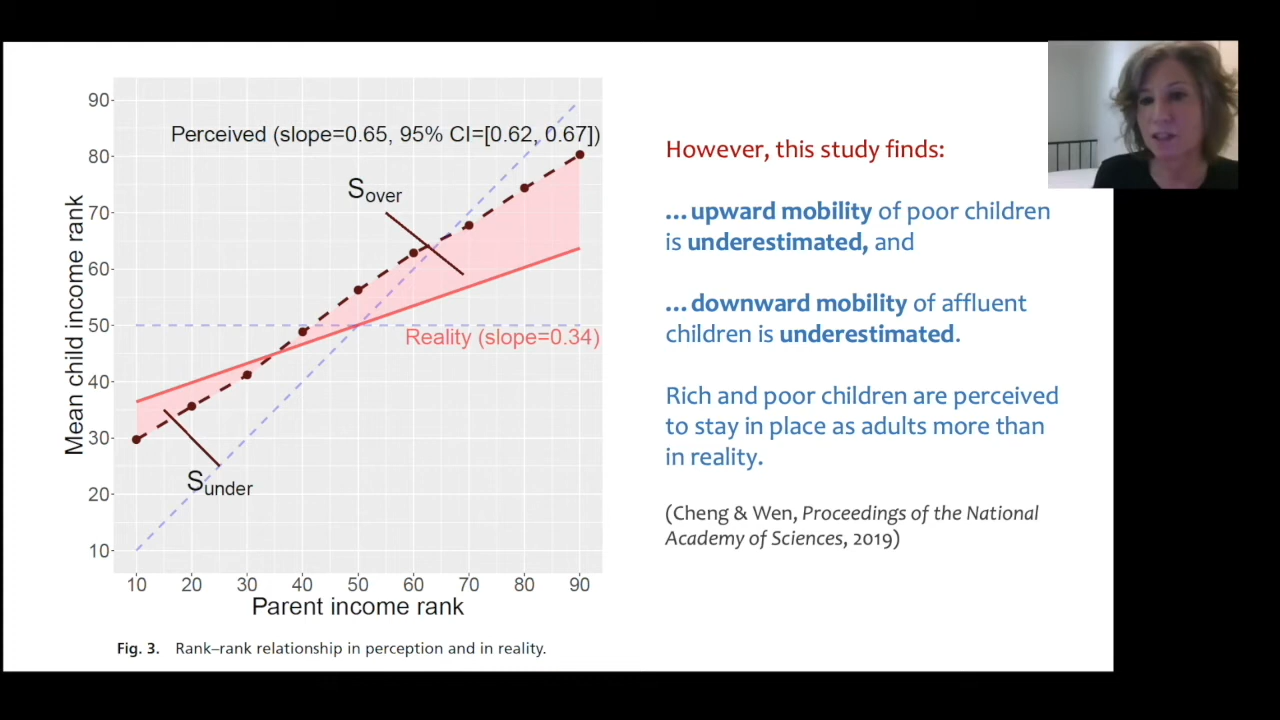 90
80
70
60
50
40
30
20
10
Mean child income rank
Perceived (slope=0.65, 95% CI=[0.62, 0.67])
Sover
Reality (slope=0.34)
Sunder
10 20 30 40 50 60 70 80 90
Parent income rank
Fig. 3. Rank–rank relationship in perception and in reality.
However, this study finds:
...upward mobility of poor children
is underestimated, and
...downward mobility of affluent
children is underestimated.
Rich and poor children are perceived
to stay in place as adults more than
in reality.
(Cheng & Wen, Proceedings of the National
Academy of Sciences, 2019)